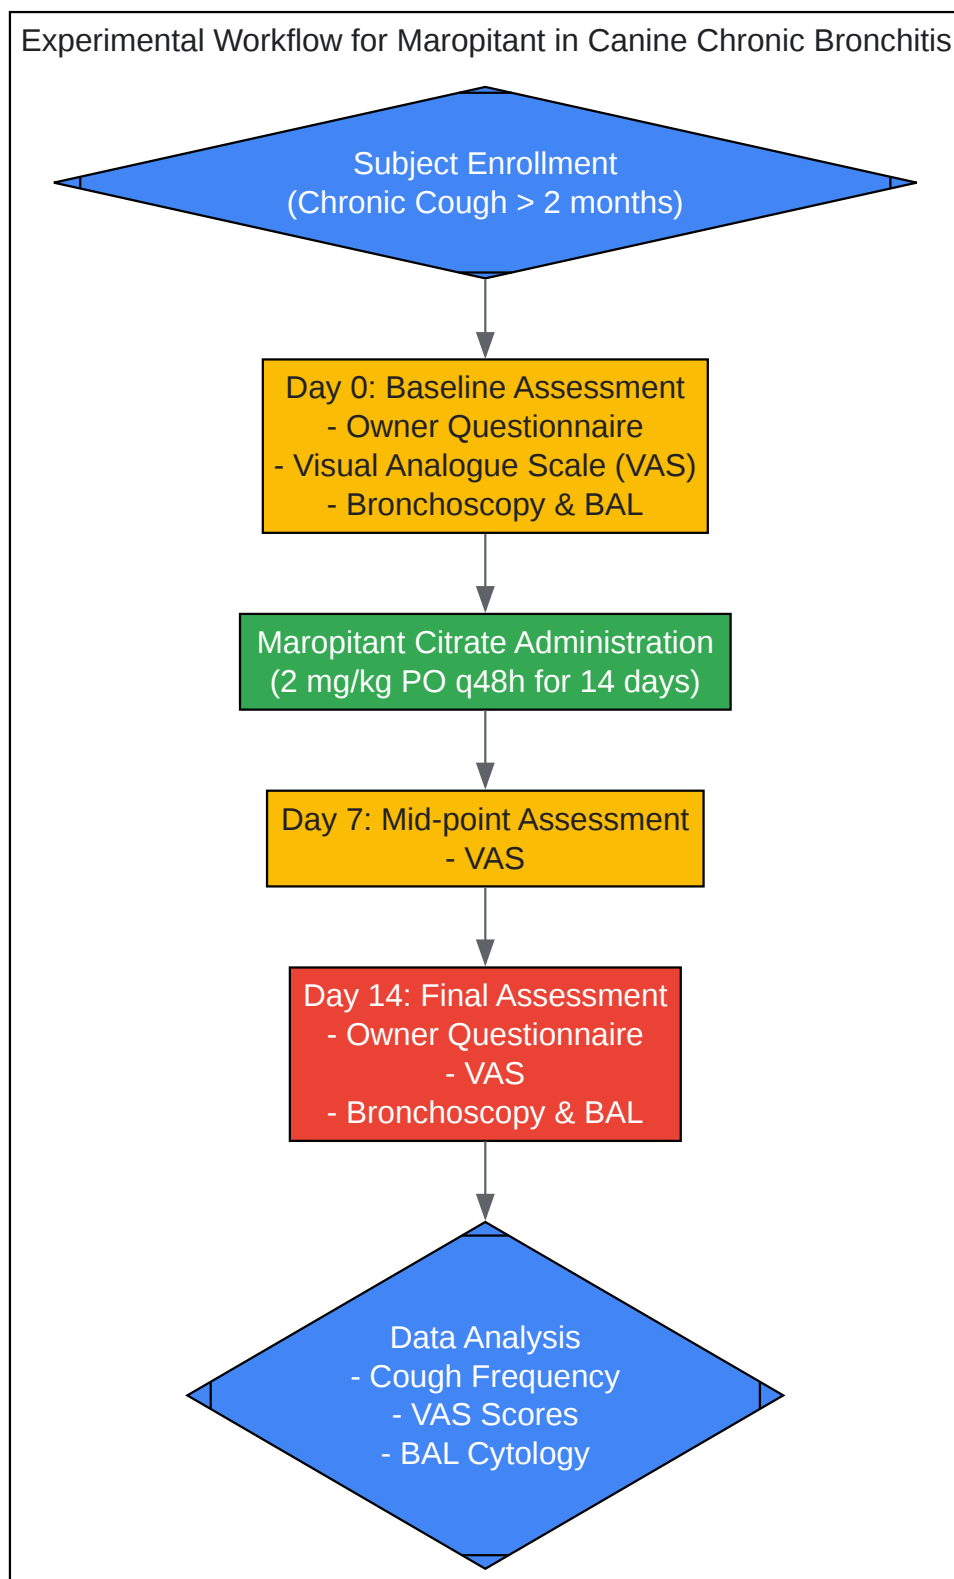 Experimental Workflow for Maropitant in Canine Chronic Bronchitis
Subject Enrollment
(Chronic Cough > 2 months)
Day 0: Baseline Assessment
- Owner Questionnaire
- Visual Analogue Scale (VAS)
- Bronchoscopy & BAL
Maropitant Citrate Administration
(2 mg/kg PO q48h for 14 days)
Day 7: Mid-point Assessment
- VAS
Day 14: Final Assessment
- Owner Questionnaire
- VAS
- Bronchoscopy & BAL
Data Analysis
- Cough Frequency
- VAS Scores
- BAL Cytology